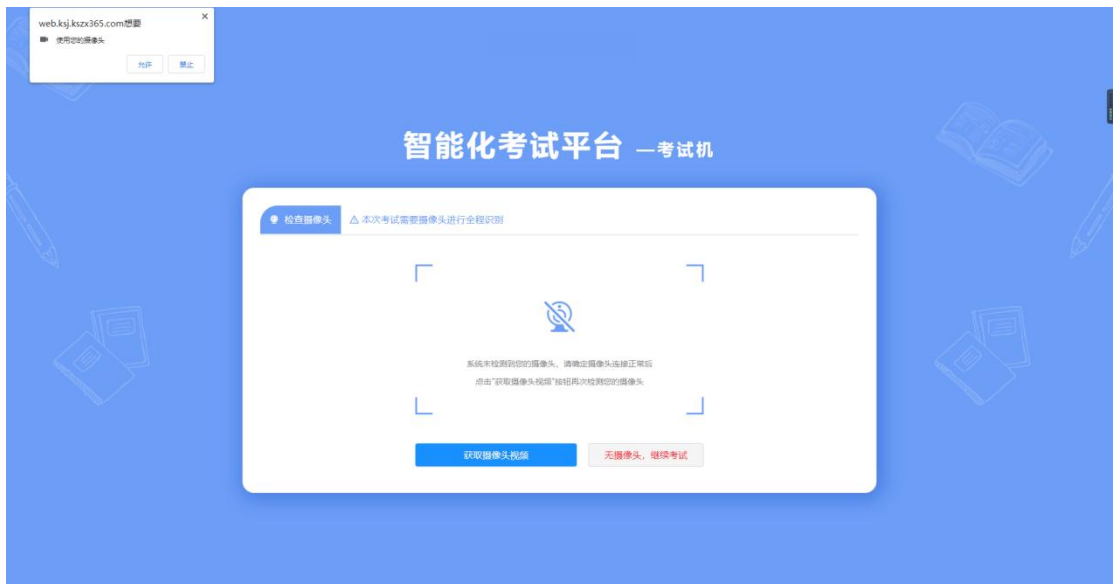 web.ksj.kszx365.com想要
×
使用您的摄像头
允许 禁止
智能化考试平台 —考试机
检查摄像头 本次考试需要摄像头进行全程识别
系统未检测到您的摄像头，请确定摄像头连接正常后
点击"获取摄像头视频"按钮再次检测您的摄像头
获取摄像头视频 无摄像头，继续考试